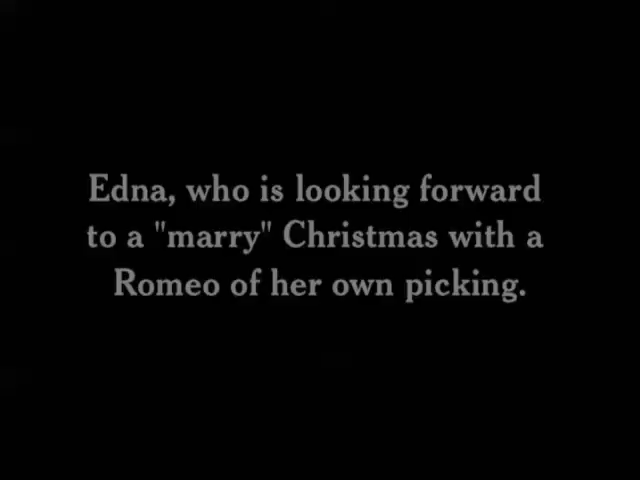 Edna, who is looking forward
to a "marry" Christmas with a
Romeo of her own picking.